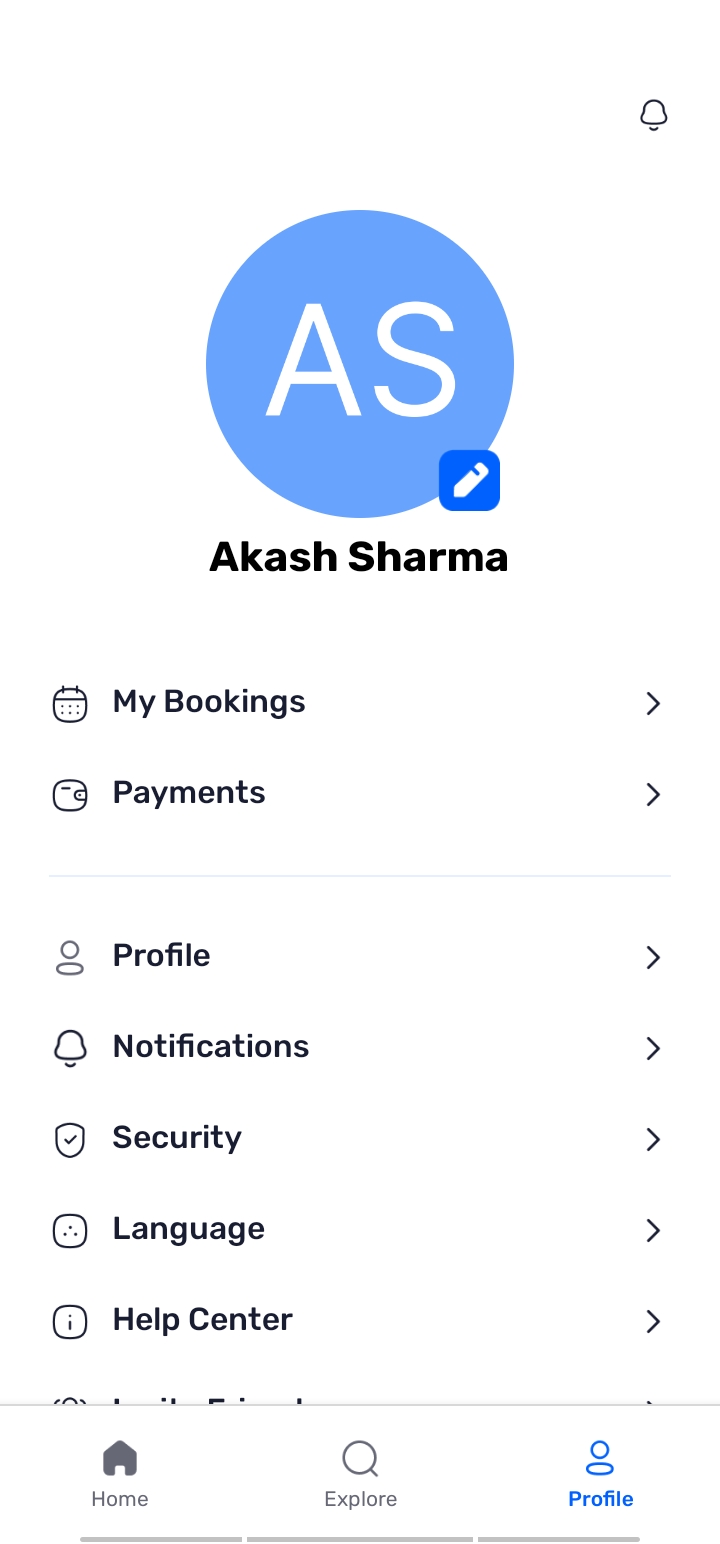 AS
Akash Sharma
My Bookings
Payments
Profile
Notifications
Security
Language
Help Center
Home
Explore
Profile